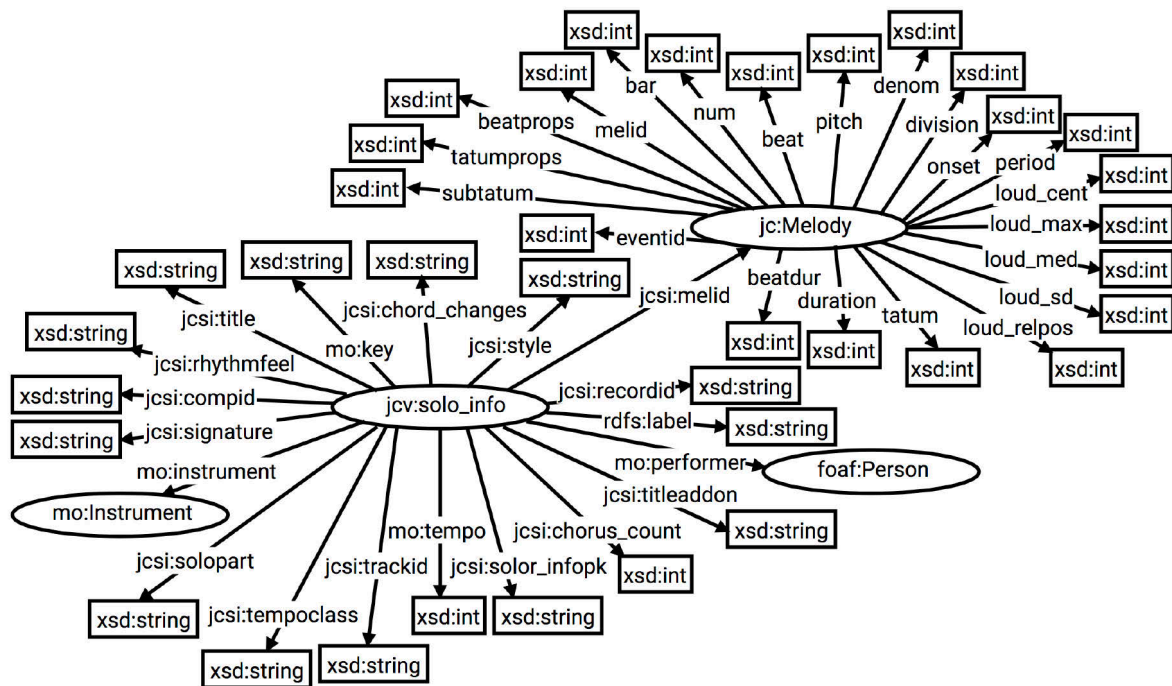 xsd:int
xsd:int
xsd:int
xsd:int
xsd:int
xsd:int
xsd:int
bar
denom
xsd:int
num
beatprops
melid
beat
pitch
division
xsd:int
xsd:int
xsd:int
tatumprops
onset
period
xsd:int
xsd:int
subtatum
loud_cent
jc:Melody
loud_max
xsd:int
xsd:int
eventid
loud_med
xsd:int
xsd:string
xsd:string
xsd:string
xsd:string
beatdur
jcsi:melid
duration
loud_sd
xsd:int
jcsi:title
jcsi:chord_changes
tatum
loud_relpos
xsd:string
mo:key
jcsi:style
xsd:int
xsd:int
xsd:int
xsd:int
jcsi:rhythmfeel
xsd:string
jcsi:compid
jcv:solo_info
jcsi:recordid
xsd:string
xsd:string
jcsi:signature
rdfs:label
xsd:string
mo:instrument
mo:performer
foaf:Person
mo:Instrument
jcsi:titleaddon
mo:tempo
jcsi:chorus_count
xsd:string
jcsi:solopart
jcsi:trackid
jcsi:solor_infopk
xsd:int
xsd:string
jcsi:tempoclass
xsd:int
xsd:string
xsd:string
xsd:string